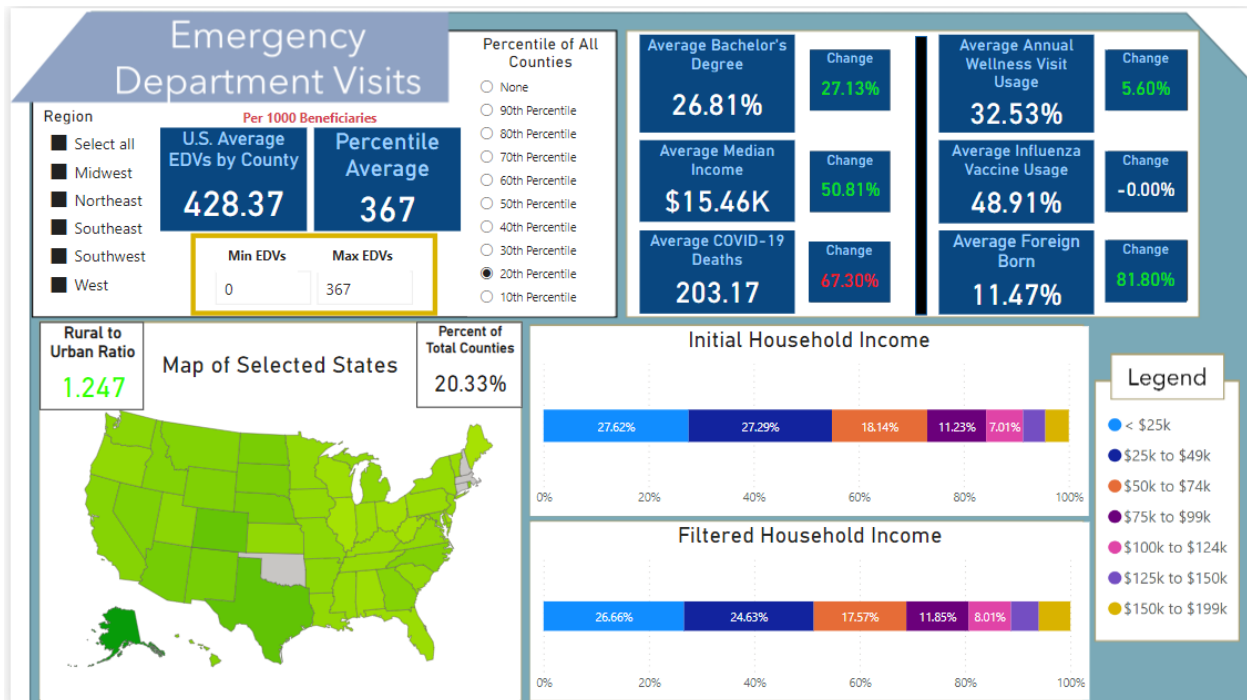 Emergency
Department Visits
Region
Select all
Midwest
Northeast
Southeast
Southwest
West
Per 1000 Beneficiaries
U.S. Average
EDVs by County
428.37
Percentile
Average
367
Min EDVs
Max EDVs
0
367
Percentile of All
Counties
None
90th Percentile
80th Percentile
70th Percentile
60th Percentile
50th Percentile
40th Percentile
30th Percentile
20th Percentile
10th Percentile
Average Bachelor's
Degree
26.81%
Change
27.13%
Average Median
Income
$15.46K
Change
50.81%
Average COVID-19
Deaths
203.17
Change
67.30%
Average Annual
Wellness Visit
Usage
32.53%
Change
5.60%
Average Influenza
Vaccine Usage
48.91%
Change
-0.00%
Average Foreign
Born
11.47%
Change
81.80%
Rural to
Urban Ratio
1.247
Map of Selected States
Percent of
Total Counties
20.33%
Initial Household Income
27.62% 27.29% 18.14% 11.23% 7.01%
0% 20% 40% 60% 80% 100%
Filtered Household Income
26.66% 24.63% 17.57% 11.85% 8.01%
0% 20% 40% 60% 80% 100%
Legend
< $25k
$25k to $49k
$50k to $74k
$75k to $99k
$100k to $124k
$125k to $150k
$150k to $199k